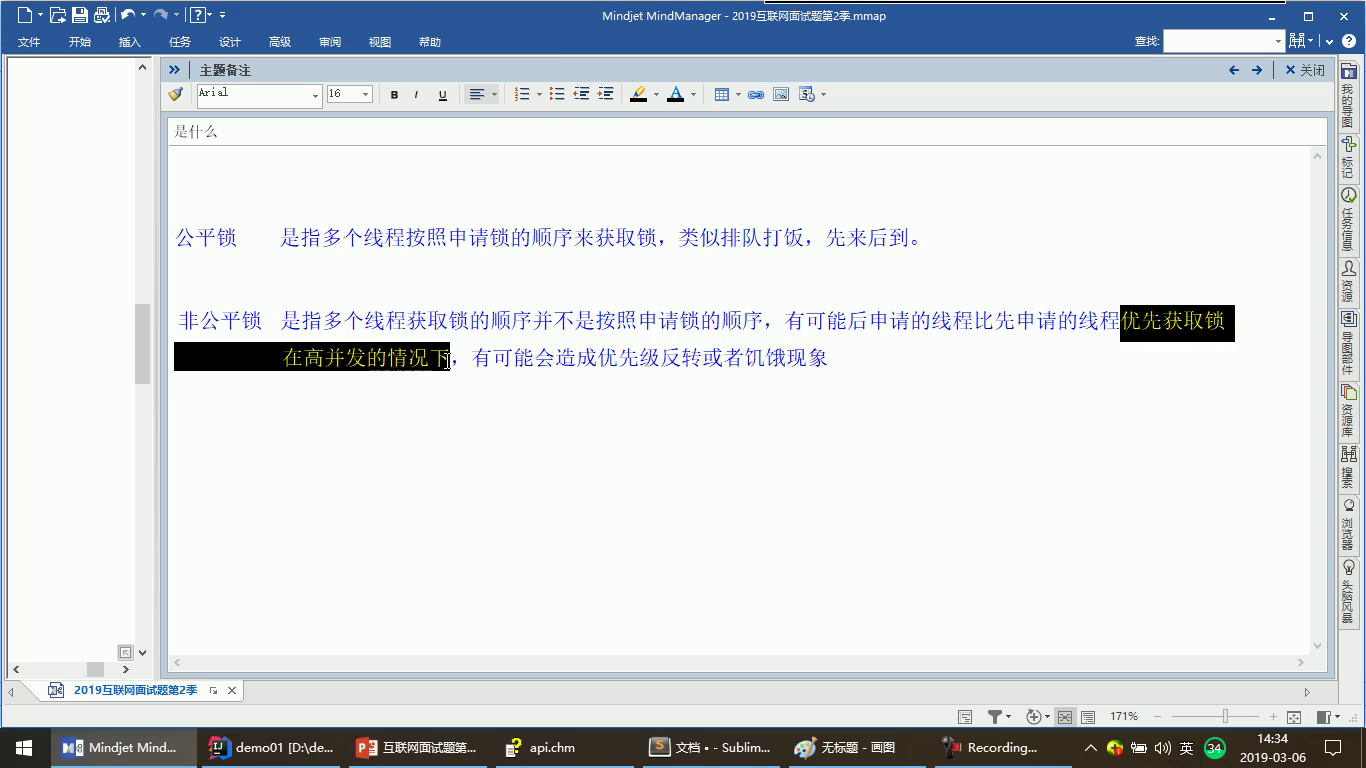 Mindjet MindManager - 2019互联网面试题第2季.mmap
文件 开始 插入 任务 设计 高级 审阅 视图 帮助 查找:
主题备注 关闭
Arial 16 B I U
是什么
公平锁 是指多个线程按照申请锁的顺序来获取锁，类似排队打饭，先来后到。
非公平锁 是指多个线程获取锁的顺序并不是按照申请锁的顺序，有可能后申请的线程比先申请的线程优先获取锁
在高并发的情况下，有可能会造成优先级反转或者饥饿现象
我的导图
标记
任务信息
资源
导图部件
资源库
搜索
浏览器
头脑风暴
2019互联网面试题第2季
171%
Mindjet Mind... demo01 [D:\de... 互联网面试题第... api.chm 文档 • - Sublim... 无标题 - 画图 Recording... 英 34 14:34
2019-03-06